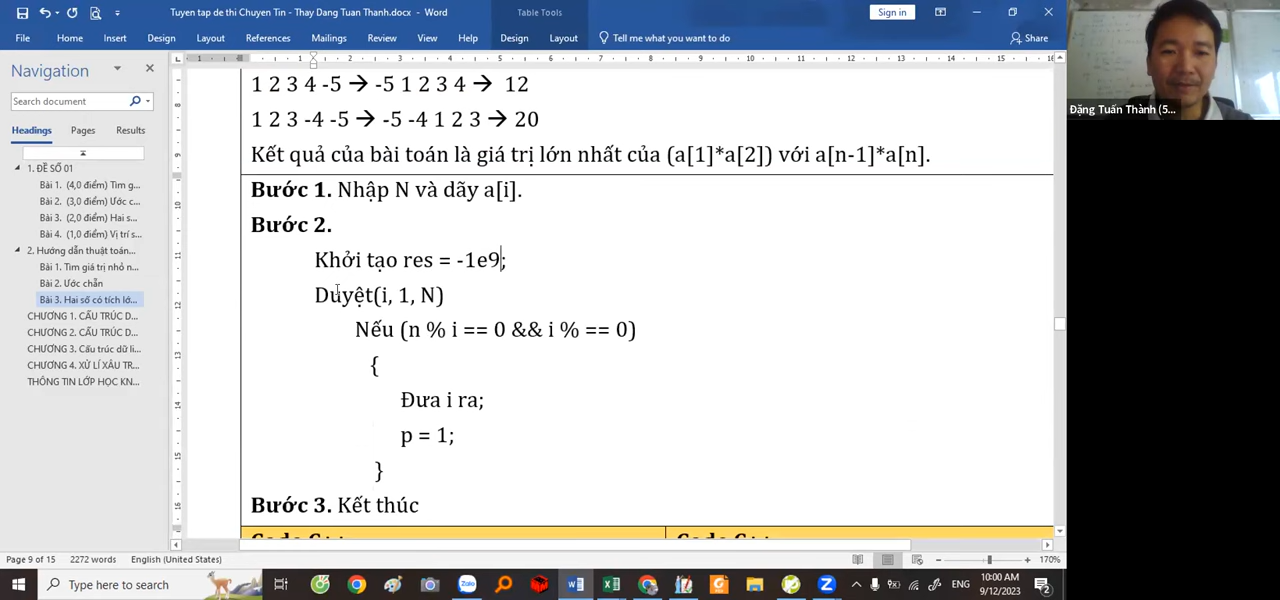 Tuyen tap de thi Chuyen Tin - Thay Dang Tuan Thanh.docx - Word
Table Tools
Sign in
File Home Insert Design Layout References Mailings Review View Help Design Layout Tell me what you want to do Share
Navigation
Search document
Headings Pages Results
1. ĐỀ SỐ 01
Bài 1. (4,0 điểm) Tìm g...
Bài 2. (3,0 điểm) Ước c...
Bài 3. (2,0 điểm) Hai s...
Bài 4. (1,0 điểm) Vị trí s...
2. Hướng dẫn thuật toán...
Bài 1. Tìm giá trị nhỏ n...
Bài 2. Ước chẵn
Bài 3. Hai số có tích lớ...
CHƯƠNG 1. CẤU TRÚC D...
CHƯƠNG 2. CẤU TRÚC D...
CHƯƠNG 3. Cấu trúc dữ li...
CHƯƠNG 4. XỬ LÍ XÂU TR...
THÔNG TIN LỚP HỌC KN...
1 2 3 4 -5 → -5 1 2 3 4 → 12
1 2 3 -4 -5 → -5 -4 1 2 3 → 20
Kết quả của bài toán là giá trị lớn nhất của (a[1]*a[2]) với a[n-1]*a[n].
Bước 1. Nhập N và dãy a[i].
Bước 2.
Khởi tạo res = -1e9;
Duyệt(i, 1, N)
Nếu (n % i == 0 && i % == 0)
{
Đưa i ra;
p = 1;
}
Bước 3. Kết thúc
Code C++ Code C++
Đặng Tuấn Thành (5...
Page 9 of 15 2272 words English (United States) 170%
Type here to search
ENG
10:00 AM
9/12/2023
2